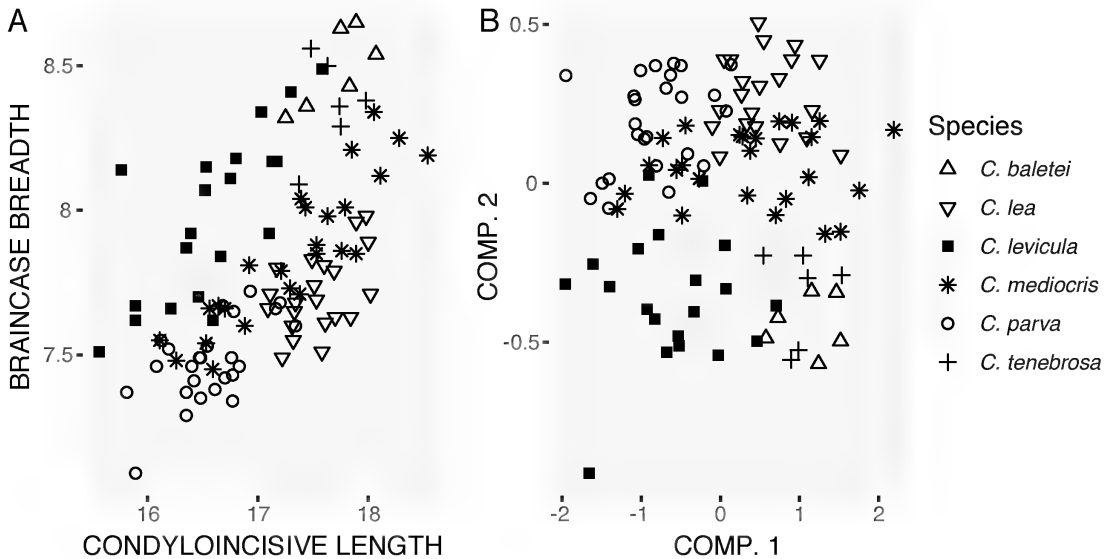 A
B
8.5
8
7.5
BRAINCASE BREADTH
16
17
18
CONDYLOINCISIVE LENGTH
0.5
0
-0.5
COMP. 2
-2
-1
0
1
2
COMP. 1
Species
C. baletei
C. lea
C. levicula
C. mediocris
C. parva
C. tenebrosa